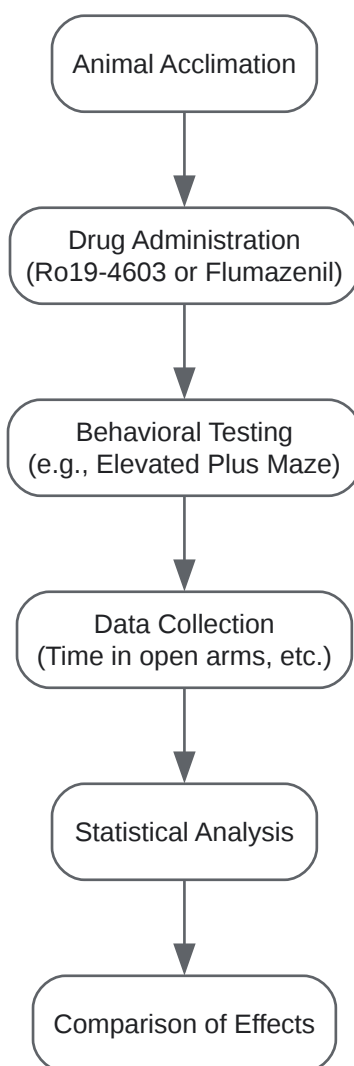 Animal Acclimation
Drug Administration
(Ro19-4603 or Flumazenil)
Behavioral Testing
(e.g., Elevated Plus Maze)
Data Collection
(Time in open arms, etc.)
Statistical Analysis
Comparison of Effects